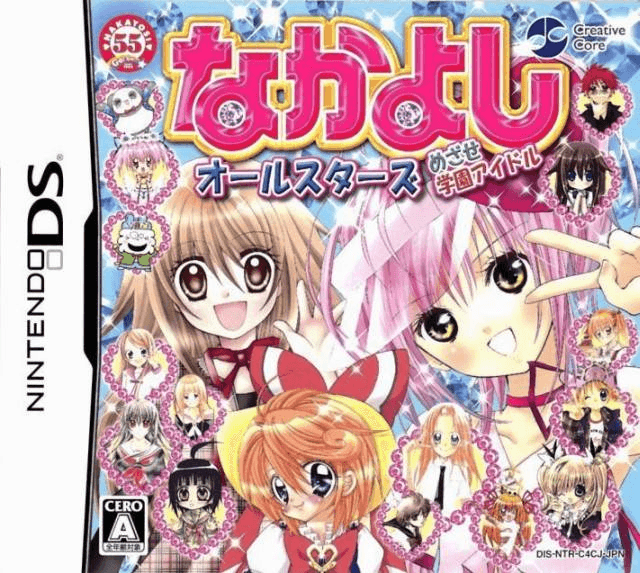 NAKAYOSI
55
Creative
Core
なかよし
オールスターズ
めざせ
学園アイドル
NINTENDO DS®
CERO
A
全年齢対象
DIS-NTR-C4CJ-JPN